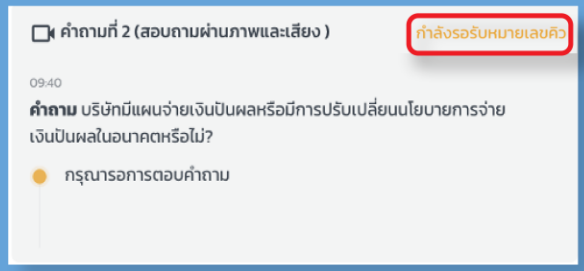 คำถามที่ 2 (สอบถามผ่านภาพและเสียง )
กำลังรอรับหมายเลขคิว
09:40
คำถาม บริษัทมีแผนจ่ายเงินปันผลหรือมีการปรับเปลี่ยนนโยบายการจ่าย
เงินปันผลในอนาคตหรือไม่?
กรุณารอการตอบคำถาม